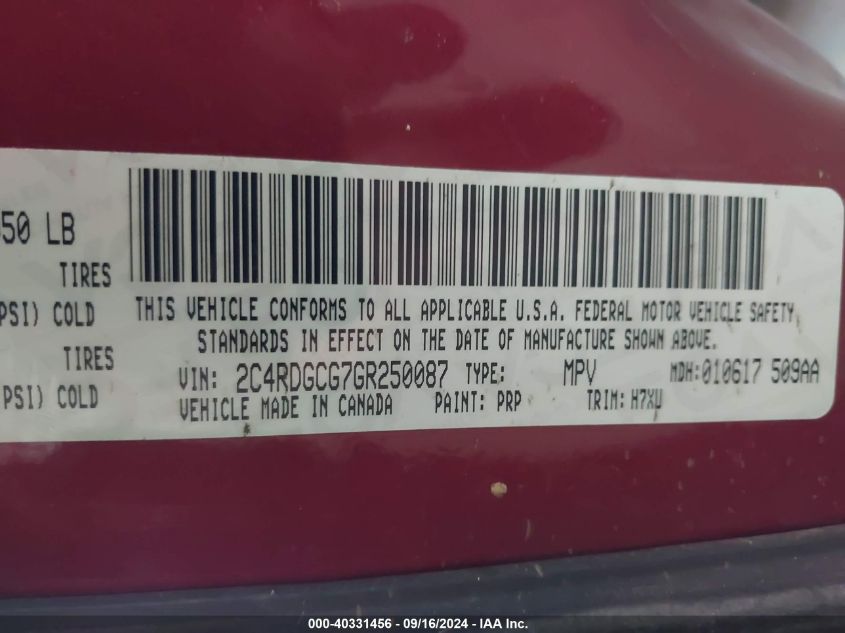 50 LB
TIRES
PSI) COLD
TIRES
PSI) COLD
THIS VEHICLE CONFORMS TO ALL APPLICABLE U.S.A. FEDERAL MOTOR VEHICLE SAFETY
STANDARDS IN EFFECT ON THE DATE OF MANUFACTURE SHOWN ABOVE.
VIN: 2C4RDGCG7GR250087 TYPE: MPV MDH:010617 509AA
VEHICLE MADE IN CANADA PAINT: PRP TRIM: H7XU
000-40331456 - 09/16/2024 - IAA Inc.